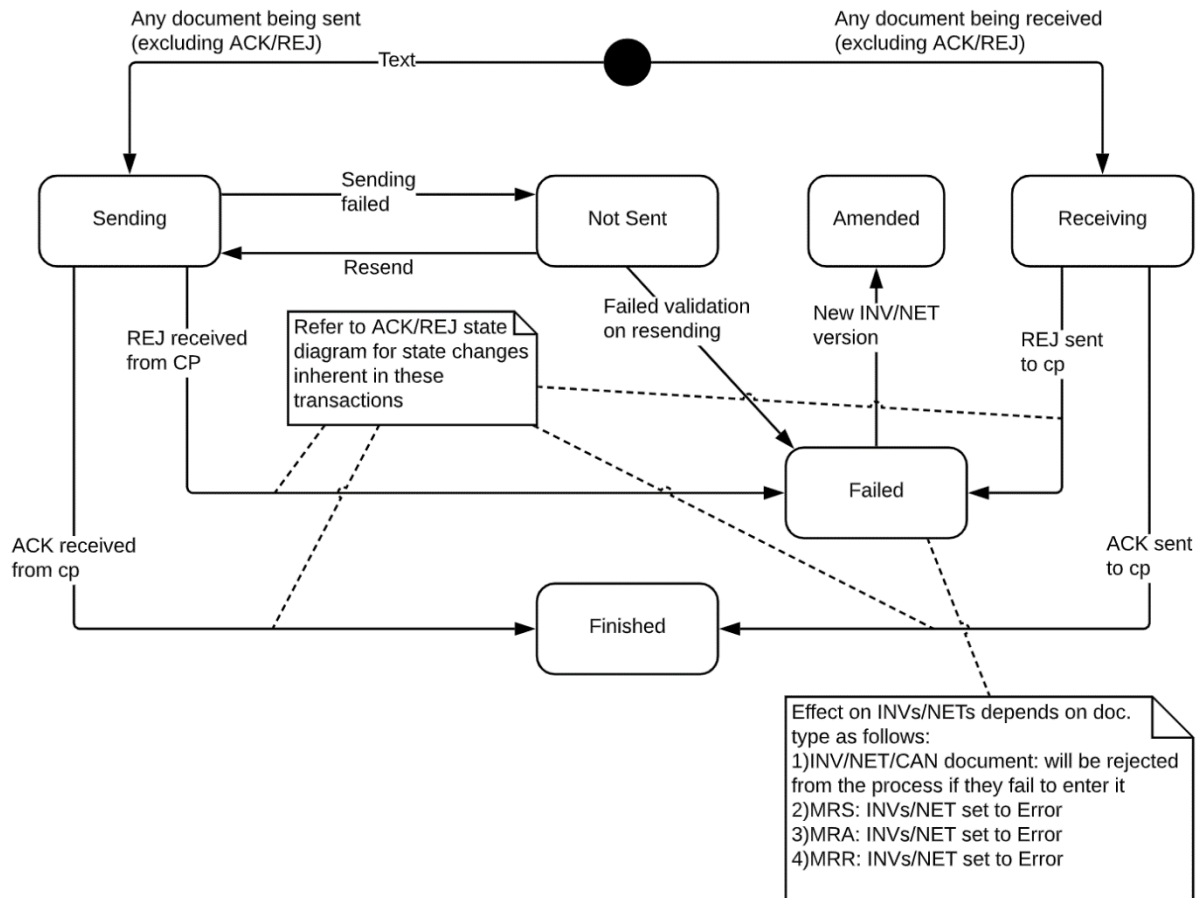 Any document being sent
(excluding ACK/REJ)
Any document being received
(excluding ACK/REJ)
Text
Sending
Sending
failed
Not Sent
Amended
Receiving
Resend
REJ received
from CP
Refer to ACK/REJ state
diagram for state changes
inherent in these
transactions
Failed validation
on resending
New INV/NET
version
REJ sent
to cp
Failed
ACK received
from cp
ACK sent
to cp
Finished
Effect on INVs/NETs depends on doc.
type as follows:
1)INV/NET/CAN document: will be rejected
from the process if they fail to enter it
2)MRS: INVs/NET set to Error
3)MRA: INVs/NET set to Error
4)MRR: INVs/NET set to Error